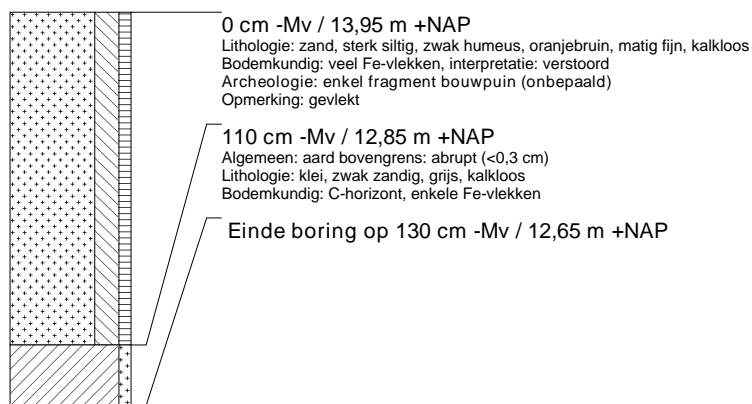 0 cm -Mv / 13,95 m +NAP
Lithologie: zand, sterk siltig, zwak humeus, oranjebruin, matig fijn, kalkloos
Bodemkundig: veel Fe-vlekken, interpretatie: verstoord
Archeologie: enkel fragment bouwpuin (onbepaald)
Opmerking: gevlekt
110 cm -Mv / 12,85 m +NAP
Algemeen: aard bovengrens: abrupt (<0,3 cm)
Lithologie: klei, zwak zandig, grijs, kalkloos
Bodemkundig: C-horizont, enkele Fe-vlekken
Einde boring op 130 cm -Mv / 12,65 m +NAP